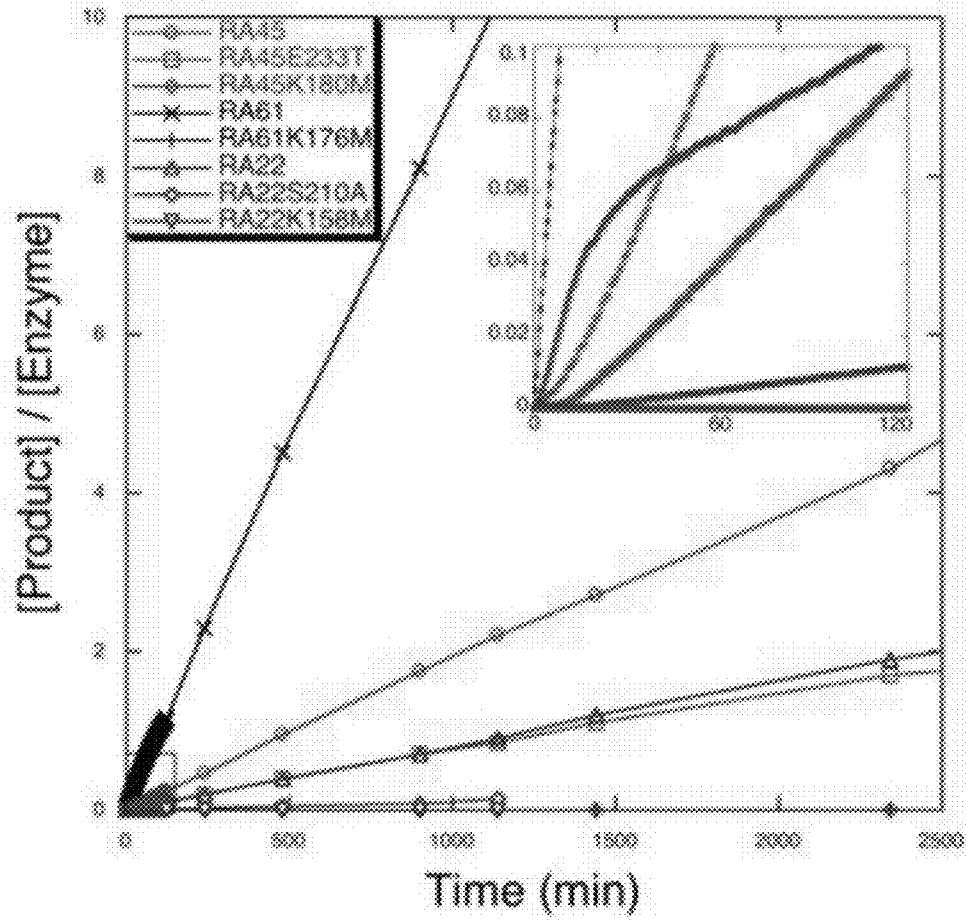 10
8
6
4
2
0
[Product] / [Enzyme]
RA45
RA45E233T
RA45K180M
RA61
RA61K176M
RA22
RA22S210A
RA22K158M
0.1
0.08
0.06
0.04
0.02
0
0 60 120
0 500 1000 1500 2000 2500
Time (min)